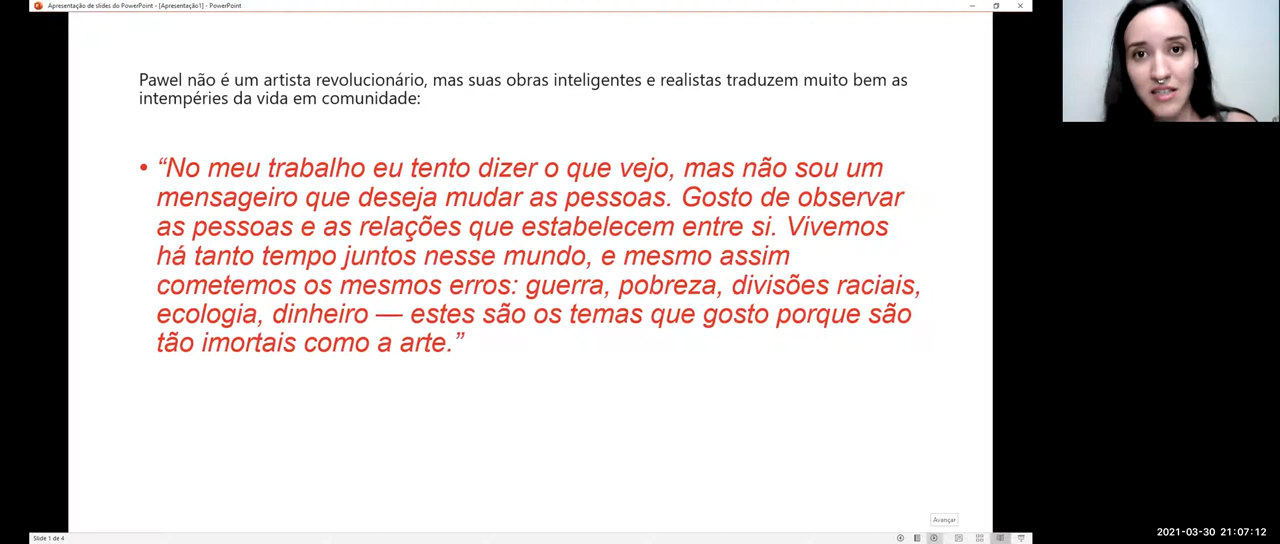 Apresentação de slides do PowerPoint - [Apresentação1] - PowerPoint
Pawel não é um artista revolucionário, mas suas obras inteligentes e realistas traduzem muito bem as
intempéries da vida em comunidade:
• “No meu trabalho eu tento dizer o que vejo, mas não sou um
mensageiro que deseja mudar as pessoas. Gosto de observar
as pessoas e as relações que estabelecem entre si. Vivemos
há tanto tempo juntos nesse mundo, e mesmo assim
cometemos os mesmos erros: guerra, pobreza, divisões raciais,
ecologia, dinheiro — estes são os temas que gosto porque são
tão imortais como a arte.”
Avançar
Slide 1 de 4
2021-03-30 21:07:12